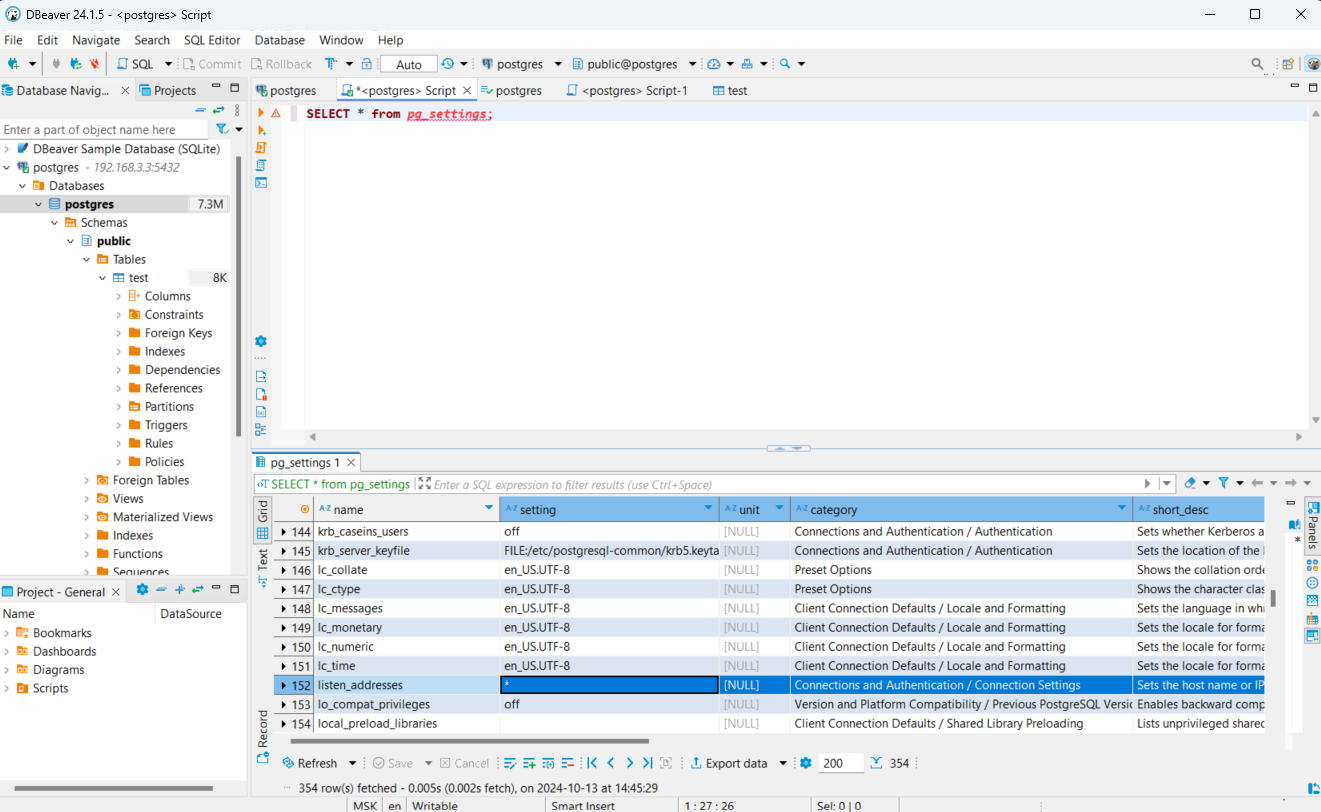 DBeaver 24.1.5 - <postgres> Script
File Edit Navigate Search SQL Editor Database Window Help
SQL Commit Rollback Auto postgres public@postgres
Database Navig... Projects
postgres *<postgres> Script postgres <postgres> Script-1 test
Enter a part of object name here
SELECT * from pg_settings;
DBeaver Sample Database (SQLite)
postgres - 192.168.3.3:5432
Databases
postgres 7.3M
Schemas
public
Tables
test 8K
Columns
Constraints
Foreign Keys
Indexes
Dependencies
References
Partitions
Triggers
Rules
Policies
Foreign Tables
Views
Materialized Views
Indexes
Functions
Sequences
Project - General
Name DataSource
Bookmarks
Dashboards
Diagrams
Scripts
pg_settings 1
SELECT * from pg_settings Enter a SQL expression to filter results (use Ctrl+Space)
Grid
Text
Record
Panels
A-Z name A-Z setting A-Z unit A-Z category A-Z short_desc
144 krb_caseins_users off [NULL] Connections and Authentication / Authentication Sets whether Kerberos a
145 krb_server_keyfile FILE:/etc/postgresql-common/krb5.keyta [NULL] Connections and Authentication / Authentication Sets the location of the
146 lc_collate en_US.UTF-8 [NULL] Preset Options Shows the collation orde
147 lc_ctype en_US.UTF-8 [NULL] Preset Options Shows the character clas
148 lc_messages en_US.UTF-8 [NULL] Client Connection Defaults / Locale and Formatting Sets the language in whi
149 lc_monetary en_US.UTF-8 [NULL] Client Connection Defaults / Locale and Formatting Sets the locale for forma
150 lc_numeric en_US.UTF-8 [NULL] Client Connection Defaults / Locale and Formatting Sets the locale for forma
151 lc_time en_US.UTF-8 [NULL] Client Connection Defaults / Locale and Formatting Sets the locale for forma
152 listen_addresses * [NULL] Connections and Authentication / Connection Settings Sets the host name or IP
153 lo_compat_privileges off [NULL] Version and Platform Compatibility / Previous PostgreSQL Versio Enables backward comp
154 local_preload_libraries [NULL] Client Connection Defaults / Shared Library Preloading Lists unprivileged shared
Refresh Save Cancel Export data 200 354
354 row(s) fetched - 0.005s (0.002s fetch), on 2024-10-13 at 14:45:29
MSK en Writable Smart Insert 1 : 27 : 26 Sel: 0 | 0